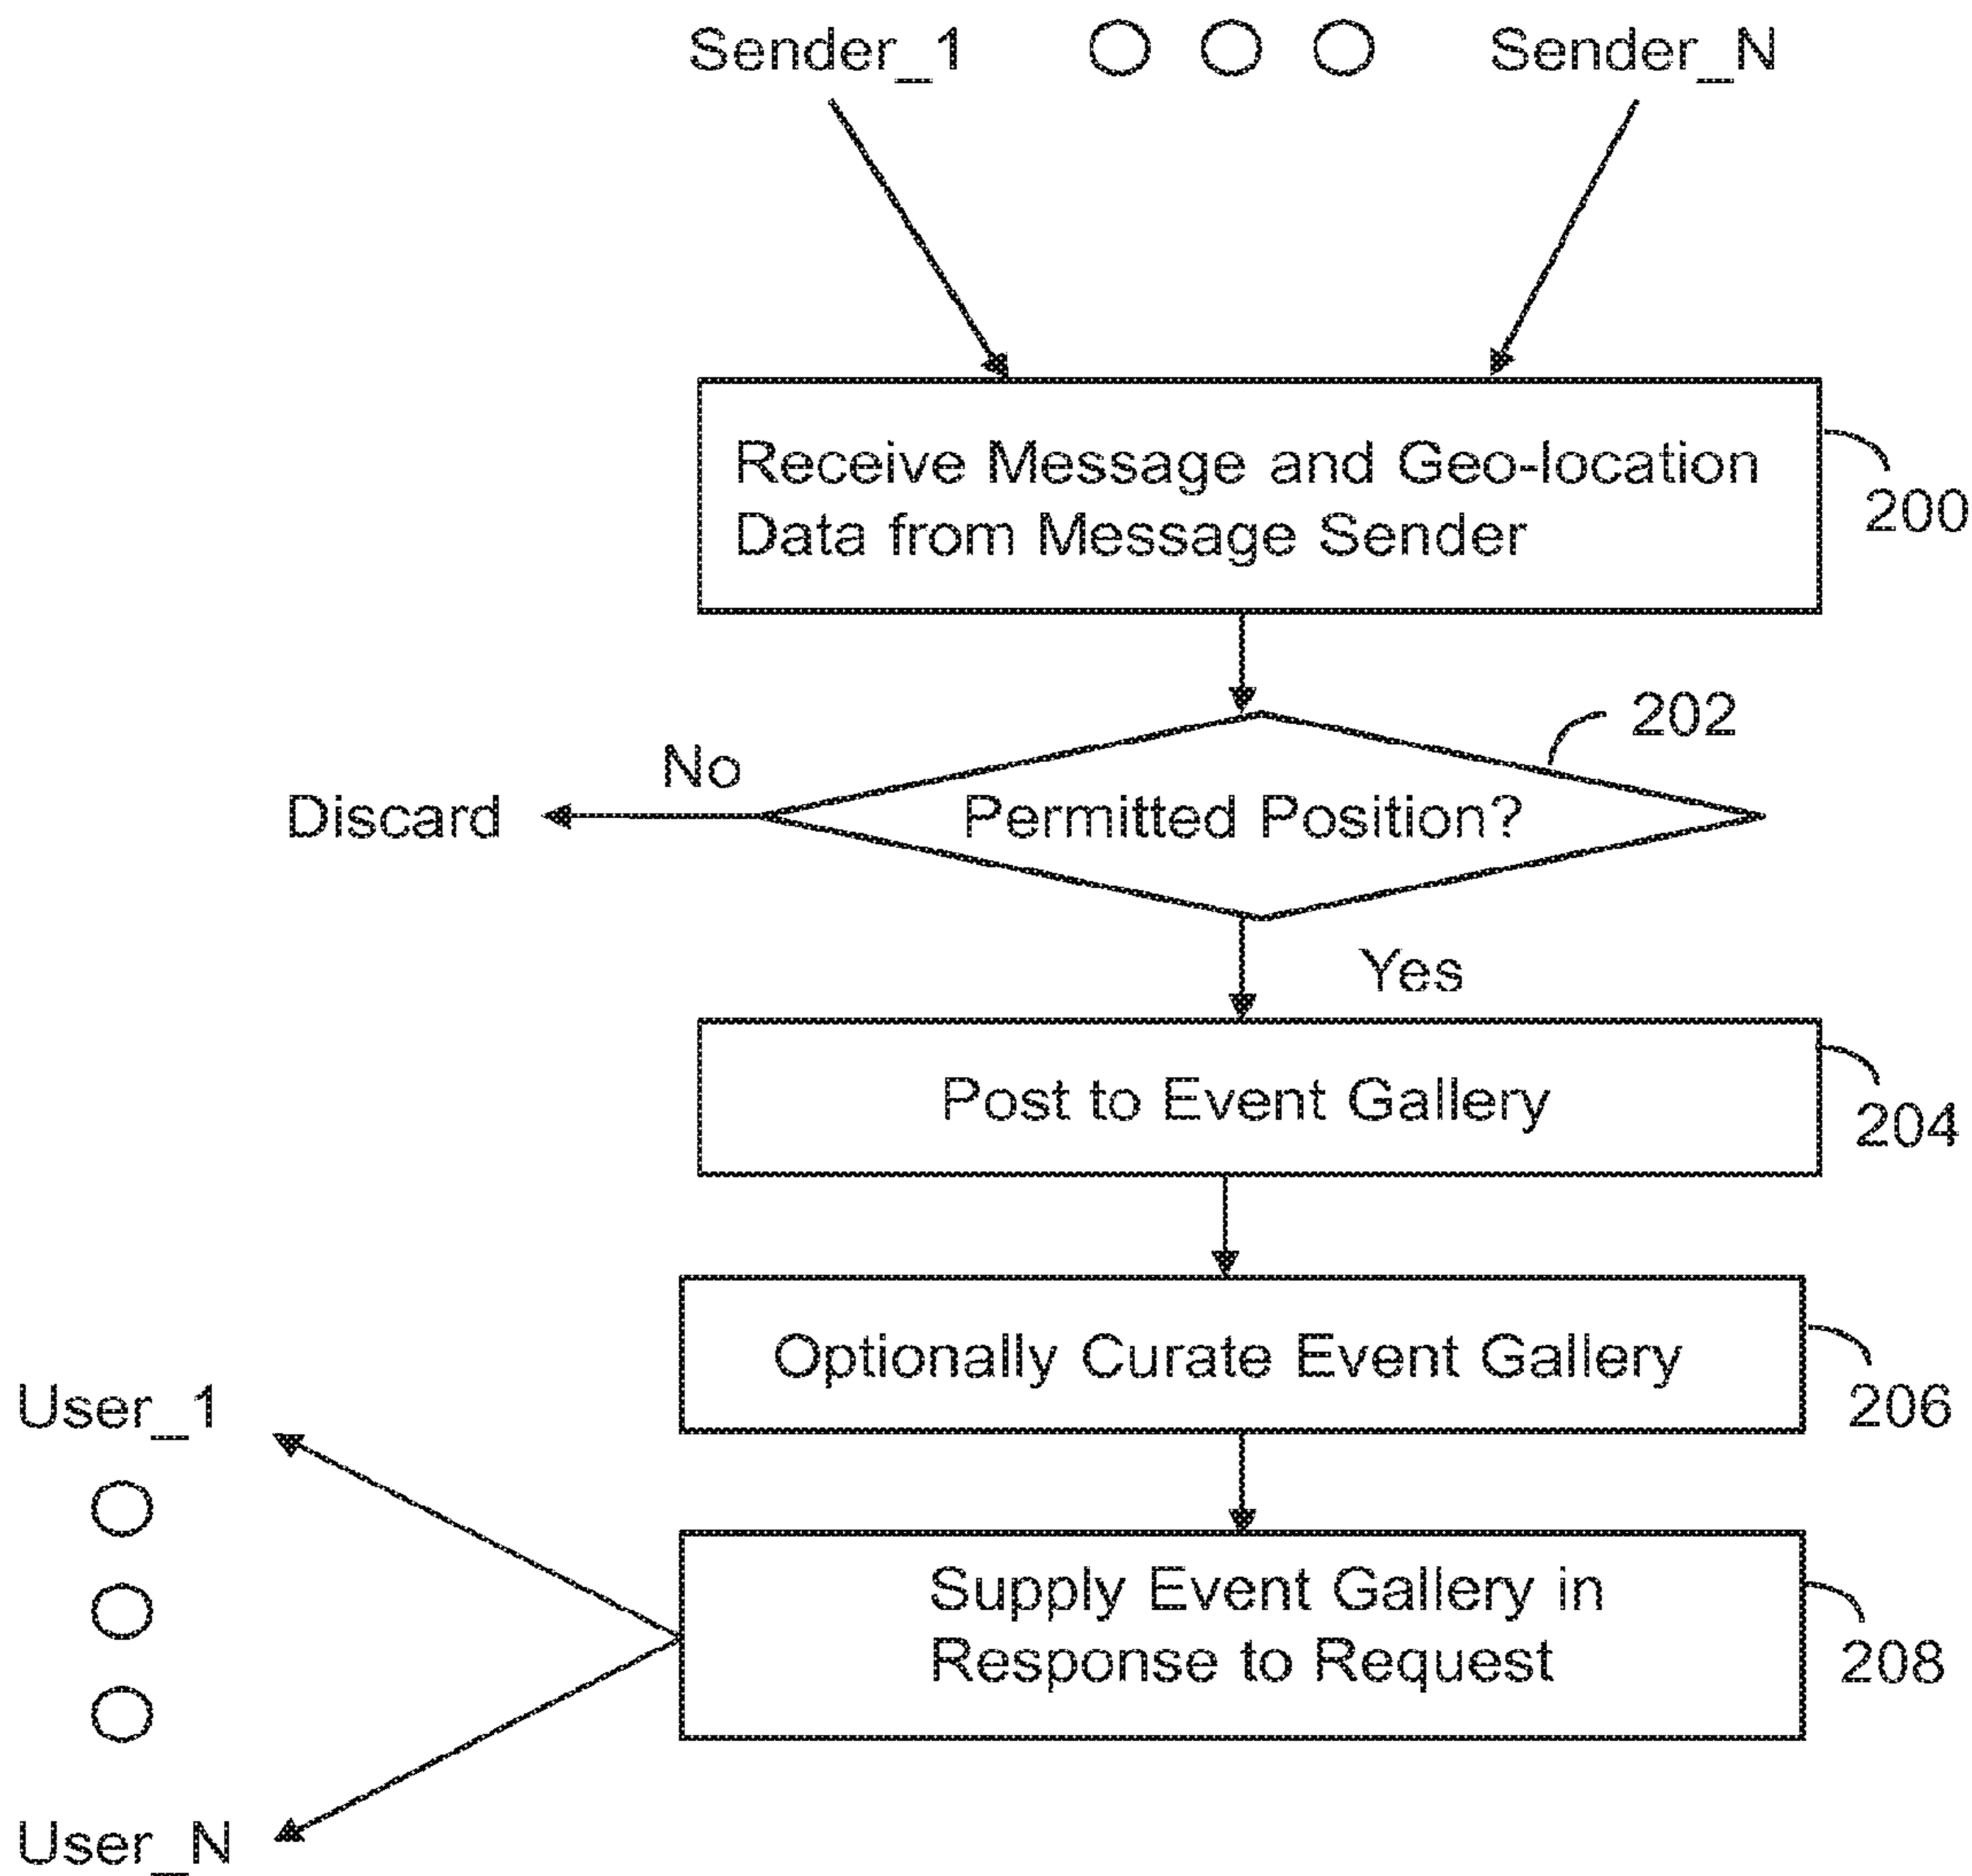 Sender_1
Sender_N
Receive Message and Geo-location
Data from Message Sender
200
202
No
Discard
Permitted Position?
Yes
Post to Event Gallery
204
Optionally Curate Event Gallery
206
User_1
Supply Event Gallery in
Response to Request
208
User_N